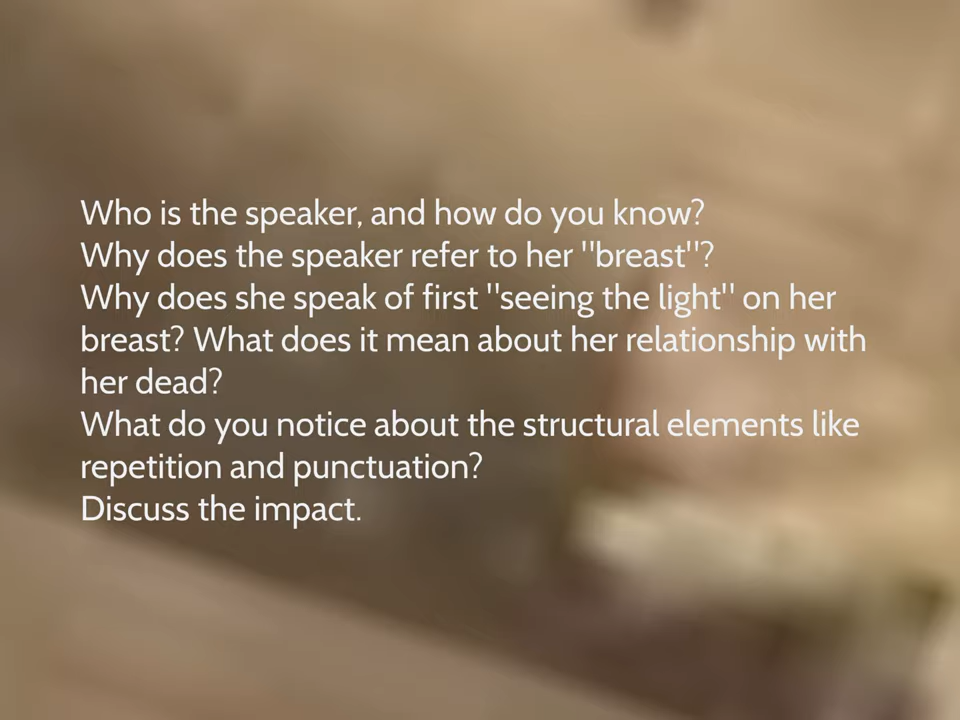 Who is the speaker, and how do you know?
Why does the speaker refer to her "breast"?
Why does she speak of first "seeing the light" on her
breast? What does it mean about her relationship with
her dead?
What do you notice about the structural elements like
repetition and punctuation?
Discuss the impact.